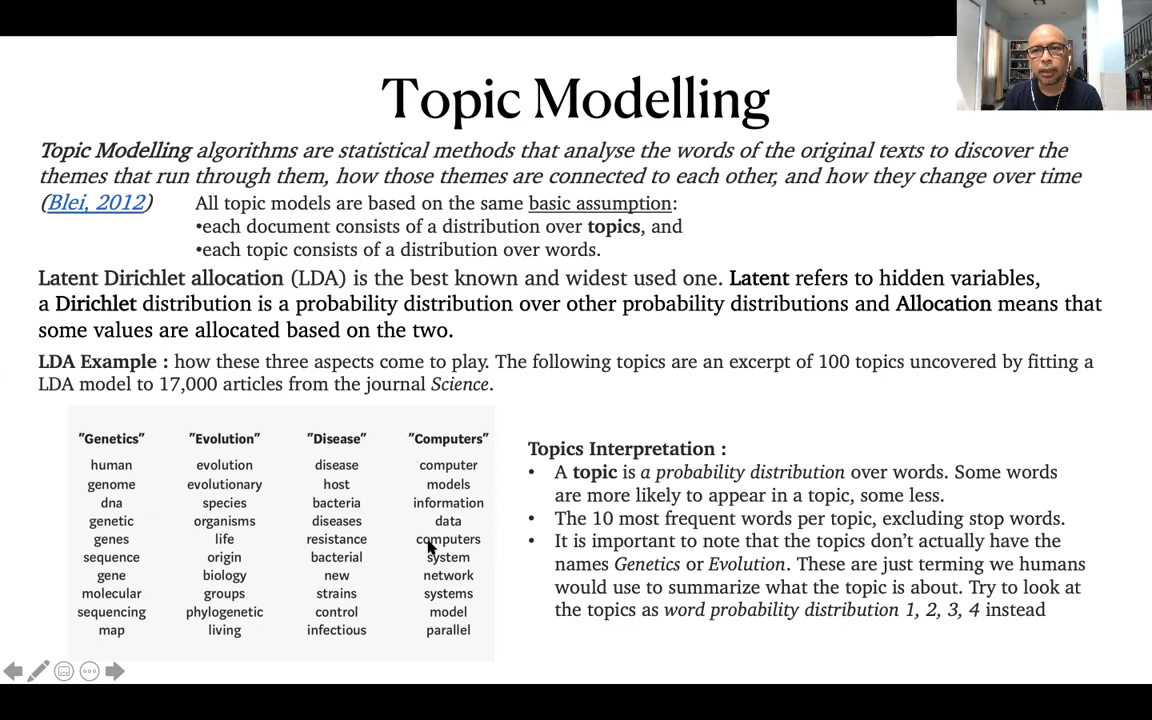 Topic Modelling
Topic Modelling algorithms are statistical methods that analyse the words of the original texts to discover the
themes that run through them, how those themes are connected to each other, and how they change over time
(Blei, 2012)
All topic models are based on the same basic assumption:
•each document consists of a distribution over topics, and
•each topic consists of a distribution over words.
Latent Dirichlet allocation (LDA) is the best known and widest used one. Latent refers to hidden variables,
a Dirichlet distribution is a probability distribution over other probability distributions and Allocation means that
some values are allocated based on the two.
LDA Example : how these three aspects come to play. The following topics are an excerpt of 100 topics uncovered by fitting a
LDA model to 17,000 articles from the journal Science.
"Genetics" "Evolution" "Disease" "Computers"
human evolution disease computer
genome evolutionary host models
dna species bacteria information
genetic organisms diseases data
genes life resistance computers
sequence origin bacterial system
gene biology new network
molecular groups strains systems
sequencing phylogenetic control model
map living infectious parallel
Topics Interpretation :
• A topic is a probability distribution over words. Some words
are more likely to appear in a topic, some less.
• The 10 most frequent words per topic, excluding stop words.
• It is important to note that the topics don't actually have the
names Genetics or Evolution. These are just terming we humans
would use to summarize what the topic is about. Try to look at
the topics as word probability distribution 1, 2, 3, 4 instead